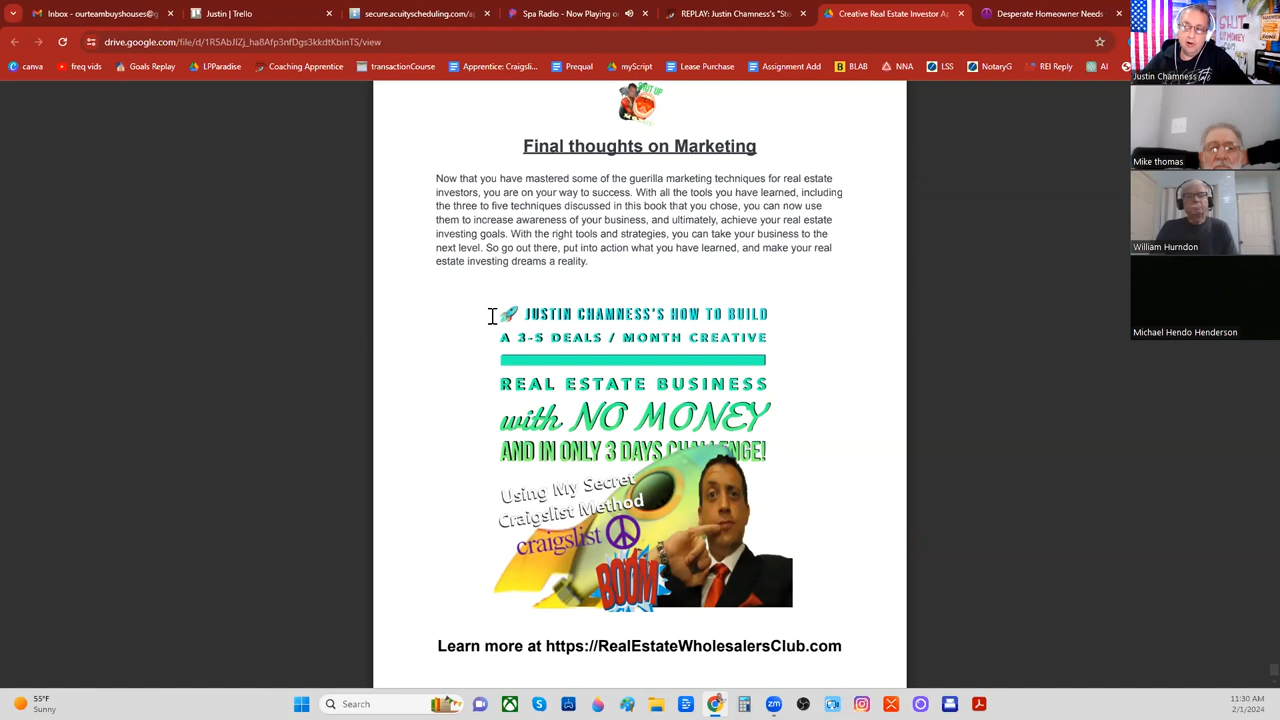 Inbox - ourteambuyshouses@g
Justin | Trello
secure.acuityscheduling.com/ap
Spa Radio - Now Playing o
REPLAY: Justin Chamness's "Sto
Creative Real Estate Investor Ap
Desperate Homeowner Needs
drive.google.com/file/d/1R5AbJIZj_ha8Afp3nfDgs3kkdtKbinTS/view
canva
freq vids
Goals Replay
LPParadise
Coaching Apprentice
transactionCourse
Apprentice: Craigsli...
Prequal
myScript
Lease Purchase
Assignment Add
BLAB
NNA
LSS
NotaryG
REI Replay
AI
Justin Chamness
Mike thomas
William Hurndon
Michael Hendo Henderson
Final thoughts on Marketing
Now that you have mastered some of the guerilla marketing techniques for real estate
investors, you are on your way to success. With all the tools you have learned, including
the three to five techniques discussed in this book that you chose, you can now use
them to increase awareness of your business, and ultimately, achieve your real estate
investing goals. With the right tools and strategies, you can take your business to the
next level. So go out there, put into action what you have learned, and make your real
estate investing dreams a reality.
JUSTIN CHAMNESS'S HOW TO BUILD
A 3-5 DEALS / MONTH CREATIVE
REAL ESTATE BUSINESS
with NO MONEY
AND IN ONLY 3 DAYS CHALLENGE!
Using My Secret
Craigslist Method
craigslist
BOOM
Learn more at https://RealEstateWholesalersClub.com
55°F
Sunny
Search
11:30 AM
2/1/2024